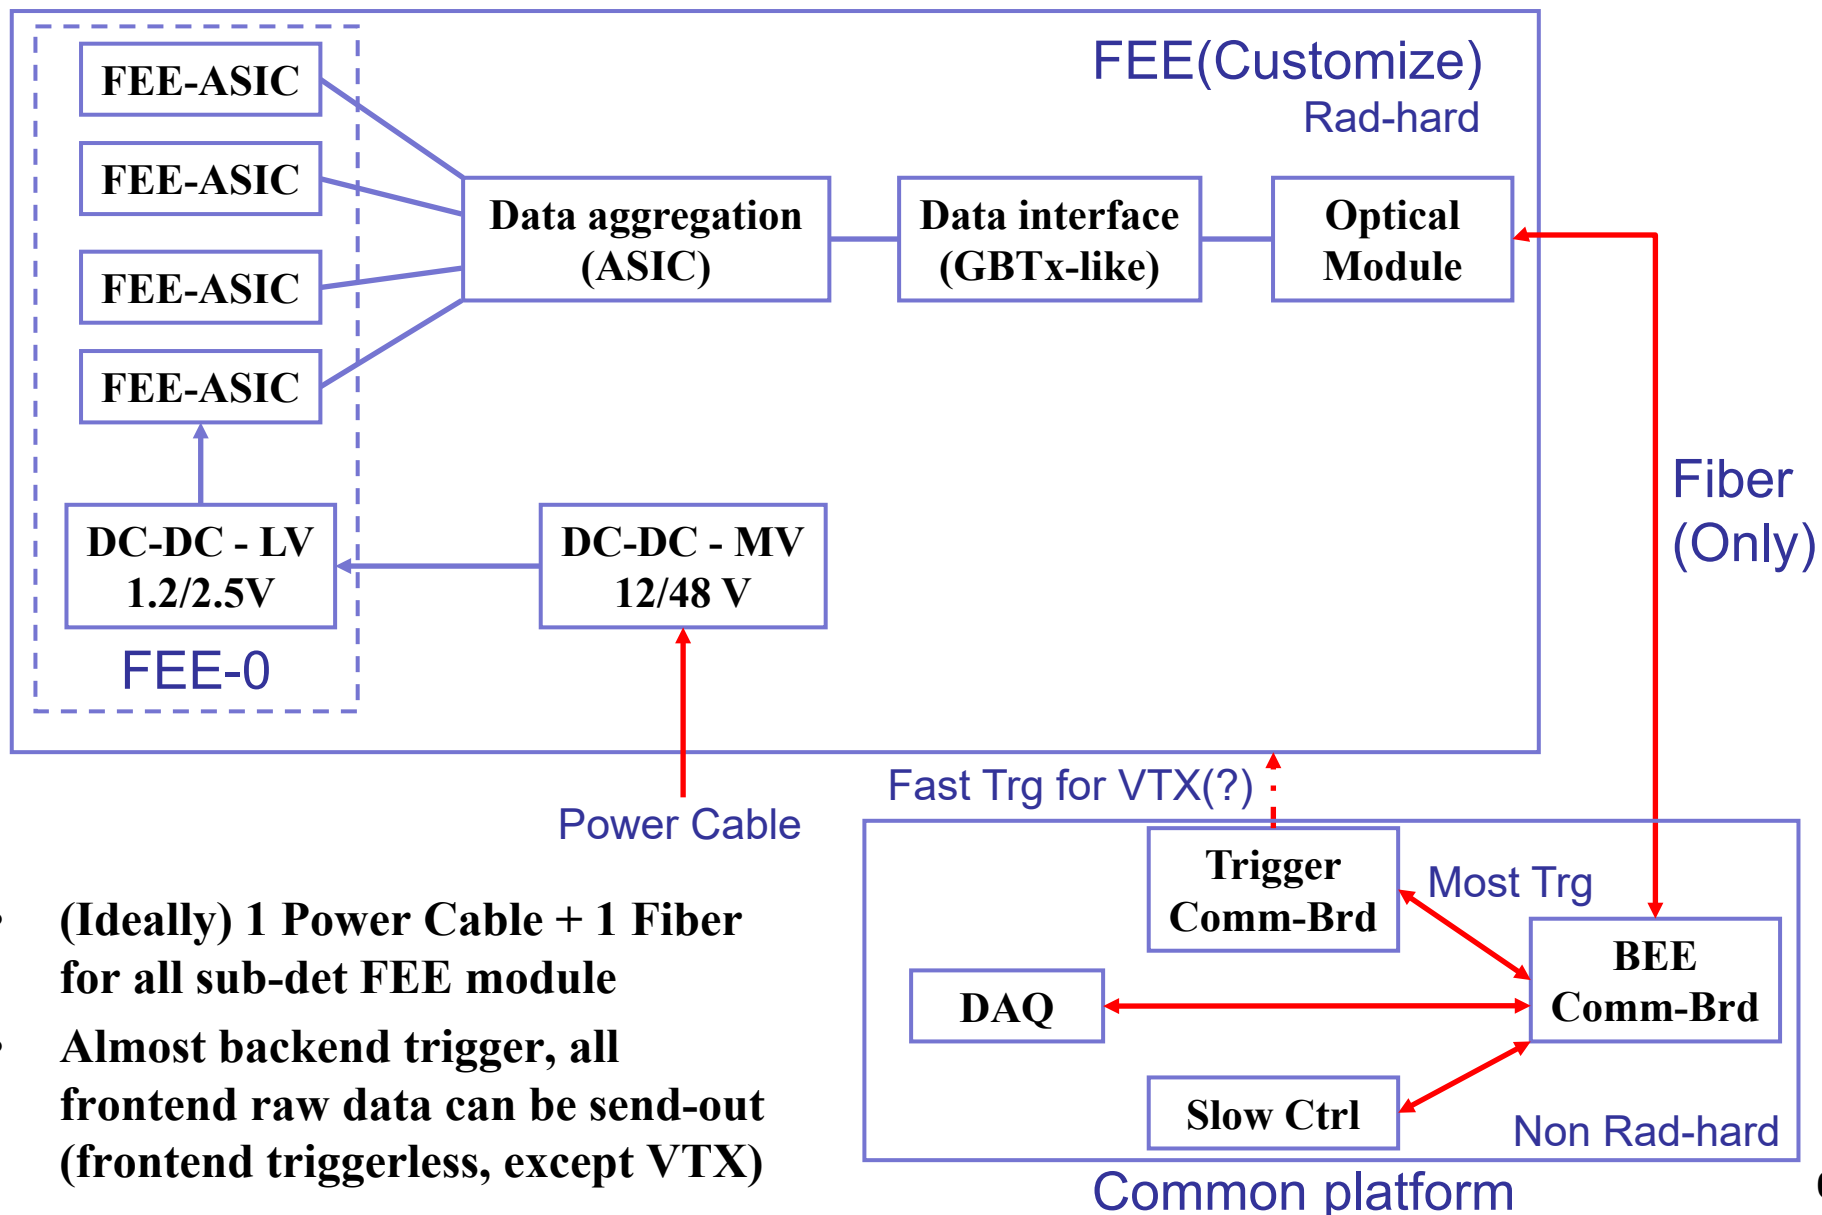 FEE-ASIC
FEE-ASIC
FEE-ASIC
FEE-ASIC
FEE(Customize)
Rad-hard
Data aggregation
(ASIC)
Data interface
(GBTx-like)
Optical
Module
DC-DC - LV
1.2/2.5V
DC-DC - MV
12/48 V
FEE-0
Fiber
(Only)
Power Cable
Fast Trg for VTX(?)
Trigger
Comm-Brd
Most Trg
BEE
Comm-Brd
DAQ
Slow Ctrl
Non Rad-hard
Common platform
• (Ideally) 1 Power Cable + 1 Fiber
for all sub-det FEE module
• Almost backend trigger, all
frontend raw data can be send-out
(frontend triggerless, except VTX)